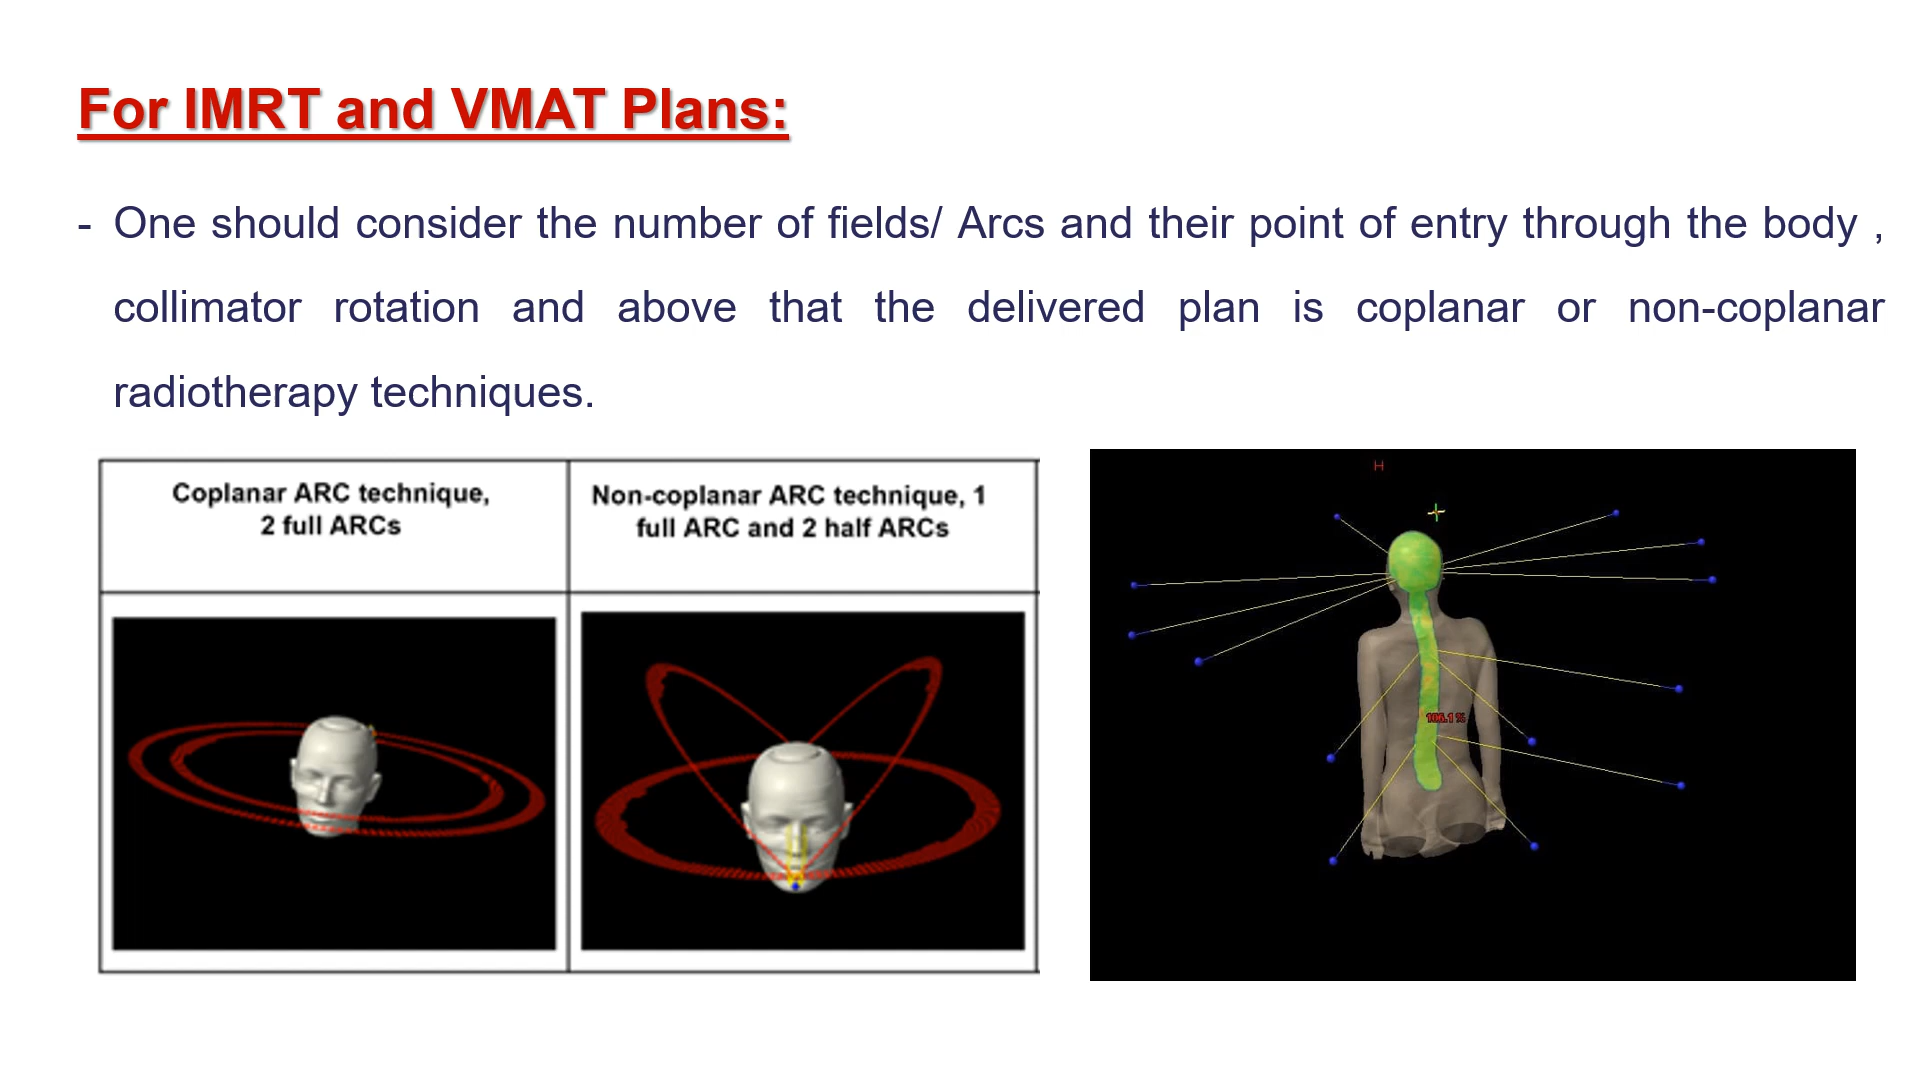 For IMRT and VMAT Plans:
- One should consider the number of fields/ Arcs and their point of entry through the body ,
collimator rotation and above that the delivered plan is coplanar or non-coplanar
radiotherapy techniques.
Coplanar ARC technique,
2 full ARCs
Non-coplanar ARC technique, 1
full ARC and 2 half ARCs
H
106.1 %